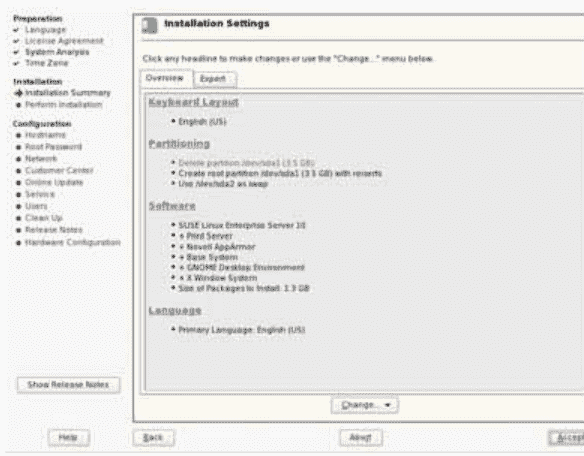 Preparation
Language
License Agreement
System Analysis
Time Zone
Installation
Installation Summary
Perform Installation
Configuration
Hostname
Root Password
Network
Customer Center
Online Update
Service
Users
Clean Up
Release Notes
Hardware Configuration
Show Release Notes
Help
Installation Settings
Click any headline to make changes or use the "Change..." menu below.
Overview Expert
Keyboard Layout
• English (US)
Partitioning
• Delete partition /dev/sda1 (3.5 GB)
• Create root partition /dev/sda1 (3.5 GB) with reiserfs
• Use /dev/sda2 as swap
Software
• SUSE Linux Enterprise Server 10
• + Print Server
• + Novell AppArmor
• + Base System
• + GNOME Desktop Environment
• + X Window System
• Size of Packages to Install: 1.3 GB
Language
• Primary Language: English (US)
Change...
Back
Abort
Accept